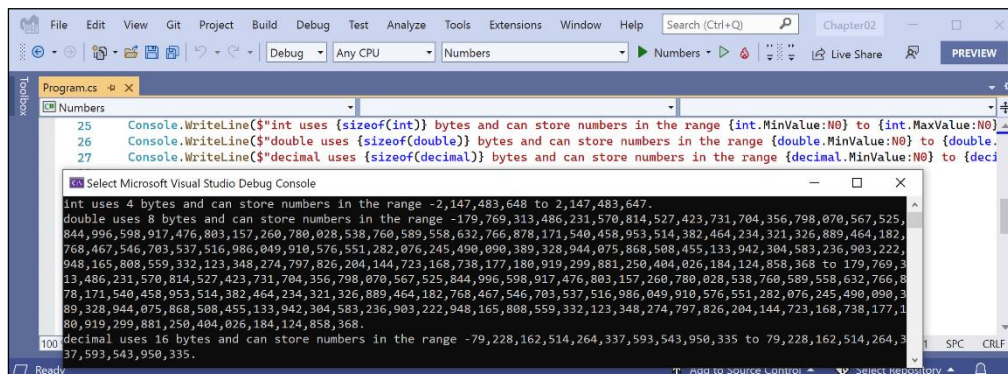 File Edit View Git Project Build Debug Test Analyze Tools Extensions Window Help Search (Ctrl+Q) Chapter02
Debug Any CPU Numbers Numbers Live Share PREVIEW
Toolbox
Program.cs
Numbers
25 Console.WriteLine($"int uses {sizeof(int)} bytes and can store numbers in the range {int.MinValue:N0} to {int.MaxValue:N0}
26 Console.WriteLine($"double uses {sizeof(double)} bytes and can store numbers in the range {double.MinValue:N0} to {double.
27 Console.WriteLine($"decimal uses {sizeof(decimal)} bytes and can store numbers in the range {decimal.MinValue:N0} to {deci
Select Microsoft Visual Studio Debug Console
int uses 4 bytes and can store numbers in the range -2,147,483,648 to 2,147,483,647.
double uses 8 bytes and can store numbers in the range -179,769,313,486,231,570,814,527,423,731,704,356,798,070,567,525,
844,996,598,917,476,803,157,260,780,028,538,760,589,558,632,766,878,171,540,458,953,514,382,464,234,321,326,889,464,182,
768,467,546,703,537,516,986,049,910,576,551,282,076,245,490,090,389,328,944,075,868,508,455,133,942,304,583,236,903,222,
948,165,808,559,332,123,348,274,797,826,204,144,723,168,738,177,180,919,299,881,250,404,026,184,124,858,368 to 179,769,3
13,486,231,570,814,527,423,731,704,356,798,070,567,525,844,996,598,917,476,803,157,260,780,028,538,760,589,558,632,766,8
78,171,540,458,953,514,382,464,234,321,326,889,464,182,768,467,546,703,537,516,986,049,910,576,551,282,076,245,490,090,3
89,328,944,075,868,508,455,133,942,304,583,236,903,222,948,165,808,559,332,123,348,274,797,826,204,144,723,168,738,177,1
80,919,299,881,250,404,026,184,124,858,368.
decimal uses 16 bytes and can store numbers in the range -79,228,162,514,264,337,593,543,950,335 to 79,228,162,514,264,3
37,593,543,950,335.
100 SPC CRLF
Ready Add to Source Control Select Repository